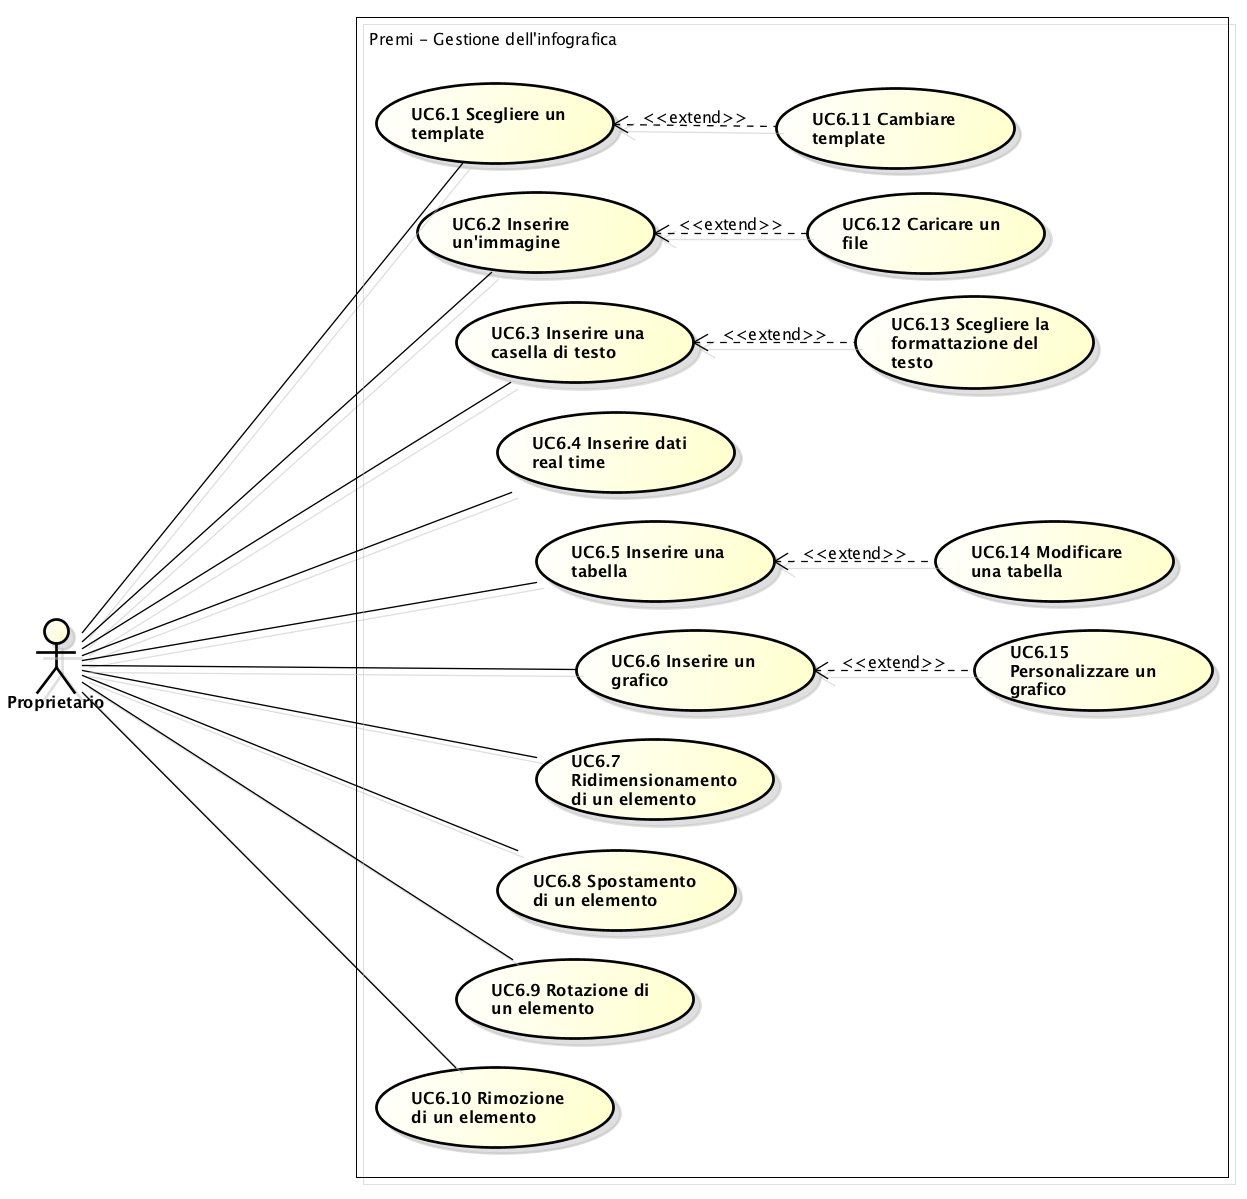 Premi - Gestione dell'infografica
UC6.1 Scegliere un
template
<<extend>>
UC6.11 Cambiare
template
UC6.2 Inserire
un'immagine
<<extend>>
UC6.12 Caricare un
file
UC6.3 Inserire una
casella di testo
<<extend>>
UC6.13 Scegliere la
formattazione del
testo
UC6.4 Inserire dati
real time
UC6.5 Inserire una
tabella
<<extend>>
UC6.14 Modificare
una tabella
UC6.6 Inserire un
grafico
<<extend>>
UC6.15
Personalizzare un
grafico
Proprietario
UC6.7
Ridimensionamento
di un elemento
UC6.8 Spostamento
di un elemento
UC6.9 Rotazione di
un elemento
UC6.10 Rimozione
di un elemento